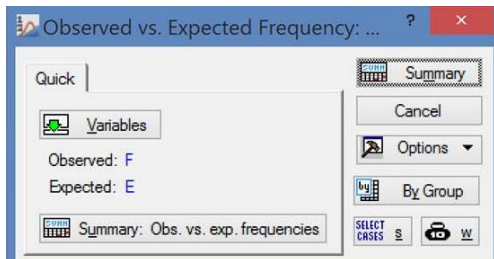 Observed vs. Expected Frequency: ... ?
Quick
Variables
Observed: F
Expected: E
Summary: Obs. vs. exp. frequencies
Summary
Cancel
Options
By Group
SELECT CASES S
W